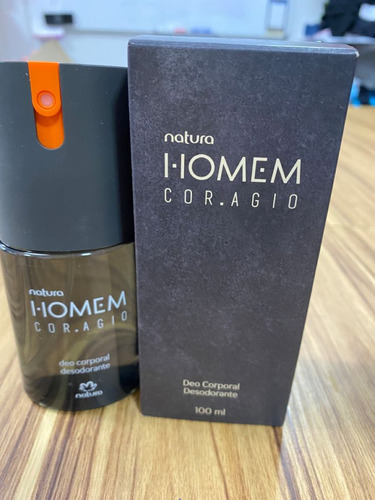 natura
HOMEM
COR.AGIO
deo corporal
desodorante
natura
natura
HOMEM
COR.AGIO
Deo Corporal
Desodorante
100 ml